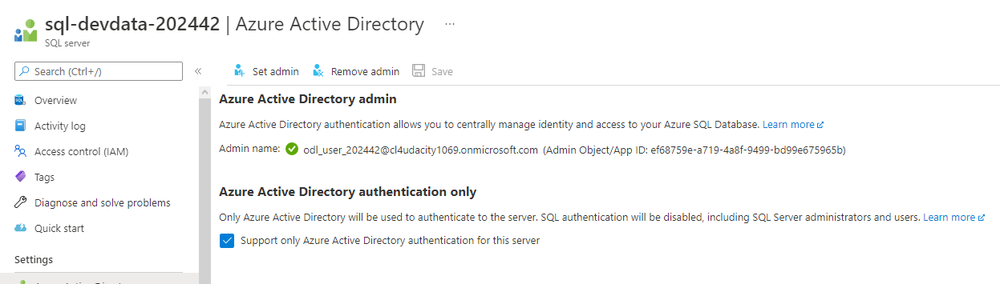 sql-devdata-202442 | Azure Active Directory ...
SQL server
Search (Ctrl+/)
«
Set admin
Remove admin
Save
Overview
Activity log
Access control (IAM)
Tags
Diagnose and solve problems
Quick start
Settings
Azure Active Directory admin
Azure Active Directory authentication allows you to centrally manage identity and access to your Azure SQL Database. Learn more
Admin name: odl_user_202442@cl4udacity1069.onmicrosoft.com (Admin Object/App ID: ef68759e-a719-4a8f-9499-bd99e675965b)
Azure Active Directory authentication only
Only Azure Active Directory will be used to authenticate to the server. SQL authentication will be disabled, including SQL Server administrators and users. Learn more
Support only Azure Active Directory authentication for this server